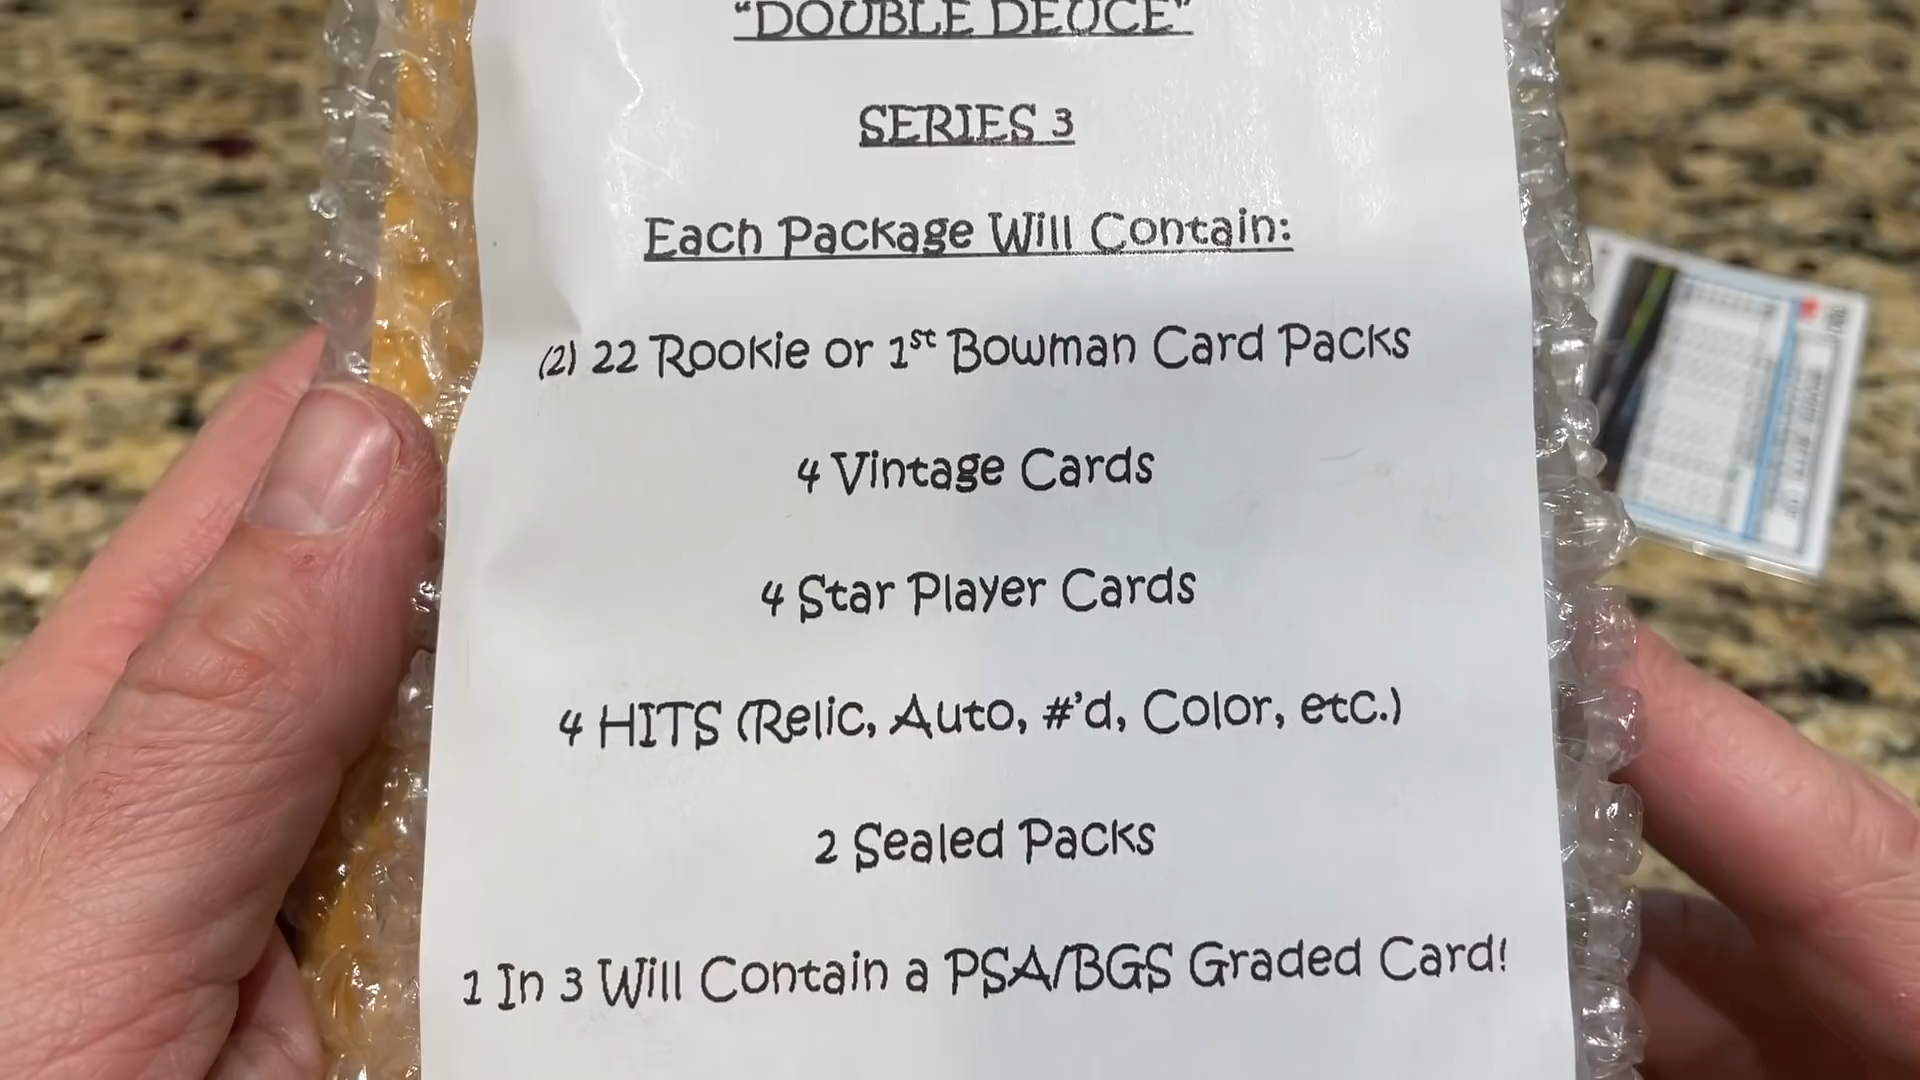 "DOUBLE DEUCE"
SERIES 3
Each Package Will Contain:
(2) 22 Rookie or 1st Bowman Card Packs
4 Vintage Cards
4 Star Player Cards
4 HITS (Relic, Auto, #'d, Color, etc.)
2 Sealed Packs
1 In 3 Will Contain a PSA/BGS Graded Card!